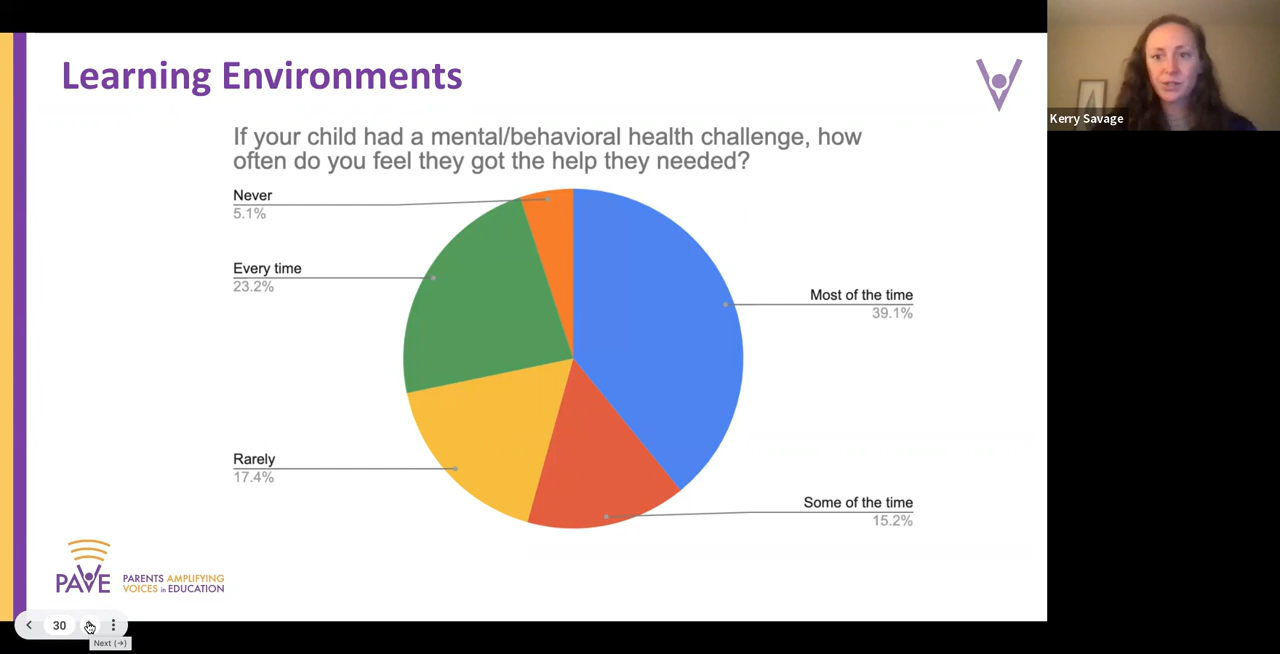 Learning Environments
If your child had a mental/behavioral health challenge, how
often do you feel they got the help they needed?
Never
5.1%
Every time
23.2%
Most of the time
39.1%
Rarely
17.4%
Some of the time
15.2%
PAVE
PARENTS AMPLIFYING
VOICES in EDUCATION
30
Next (→)
Kerry Savage